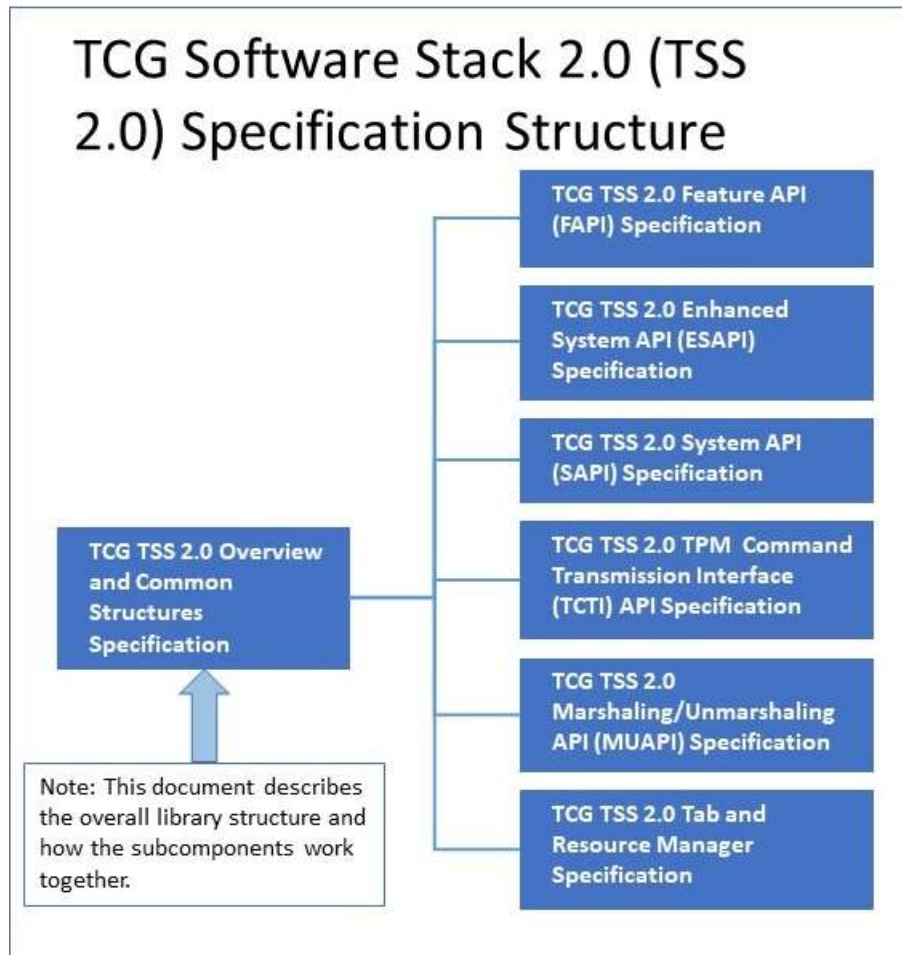 TCG Software Stack 2.0 (TSS
2.0) Specification Structure
TCG TSS 2.0 Feature API
(FAPI) Specification
TCG TSS 2.0 Enhanced
System API (ESAPI)
Specification
TCG TSS 2.0 System API
(SAPI) Specification
TCG TSS 2.0 Overview
and Common
Structures
Specification
TCG TSS 2.0 TPM Command
Transmission Interface
(TCTI) API Specification
TCG TSS 2.0
Marshaling/Unmarshaling
API (MUAPI) Specification
Note: This document describes
the overall library structure and
how the subcomponents work
together.
TCG TSS 2.0 Tab and
Resource Manager
Specification